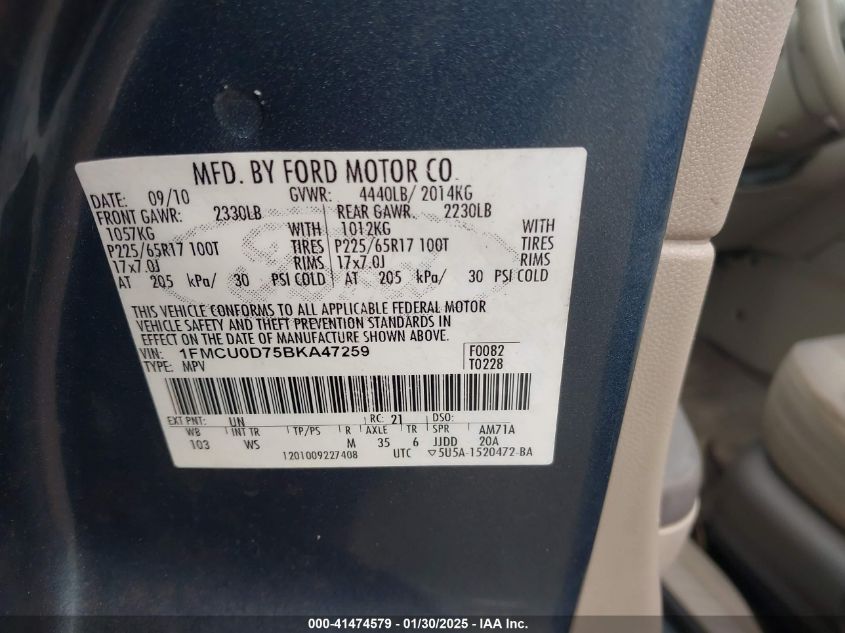 MFD. BY FORD MOTOR CO.
DATE: 09/10 GVWR: 4440LB/ 2014KG
FRONT GAWR: 2330LB REAR GAWR: 2230LB
1057KG WITH 1012KG WITH
P225/65R17 100T TIRES P225/65R17 100T TIRES
17x7.0J RIMS 17x7.0J RIMS
AT 205 kPa/ 30 PSI COLD AT 205 kPa/ 30 PSI COLD
THIS VEHICLE CONFORMS TO ALL APPLICABLE FEDERAL MOTOR
VEHICLE SAFETY AND THEFT PREVENTION STANDARDS IN
EFFECT ON THE DATE OF MANUFACTURE SHOWN ABOVE.
VIN: 1FMCU0D75BKA47259 F0082
TYPE: MPV T0228
EXT PNT: UN RC: 21 DSO:
WB INT TR TP/PS R AXLE TR SPR AM71A
103 WS M 35 6 JJDD 20A
1201009227408 UTC ▽5U5A-1520472-BA
000-41474579 - 01/30/2025 - IAAI.com